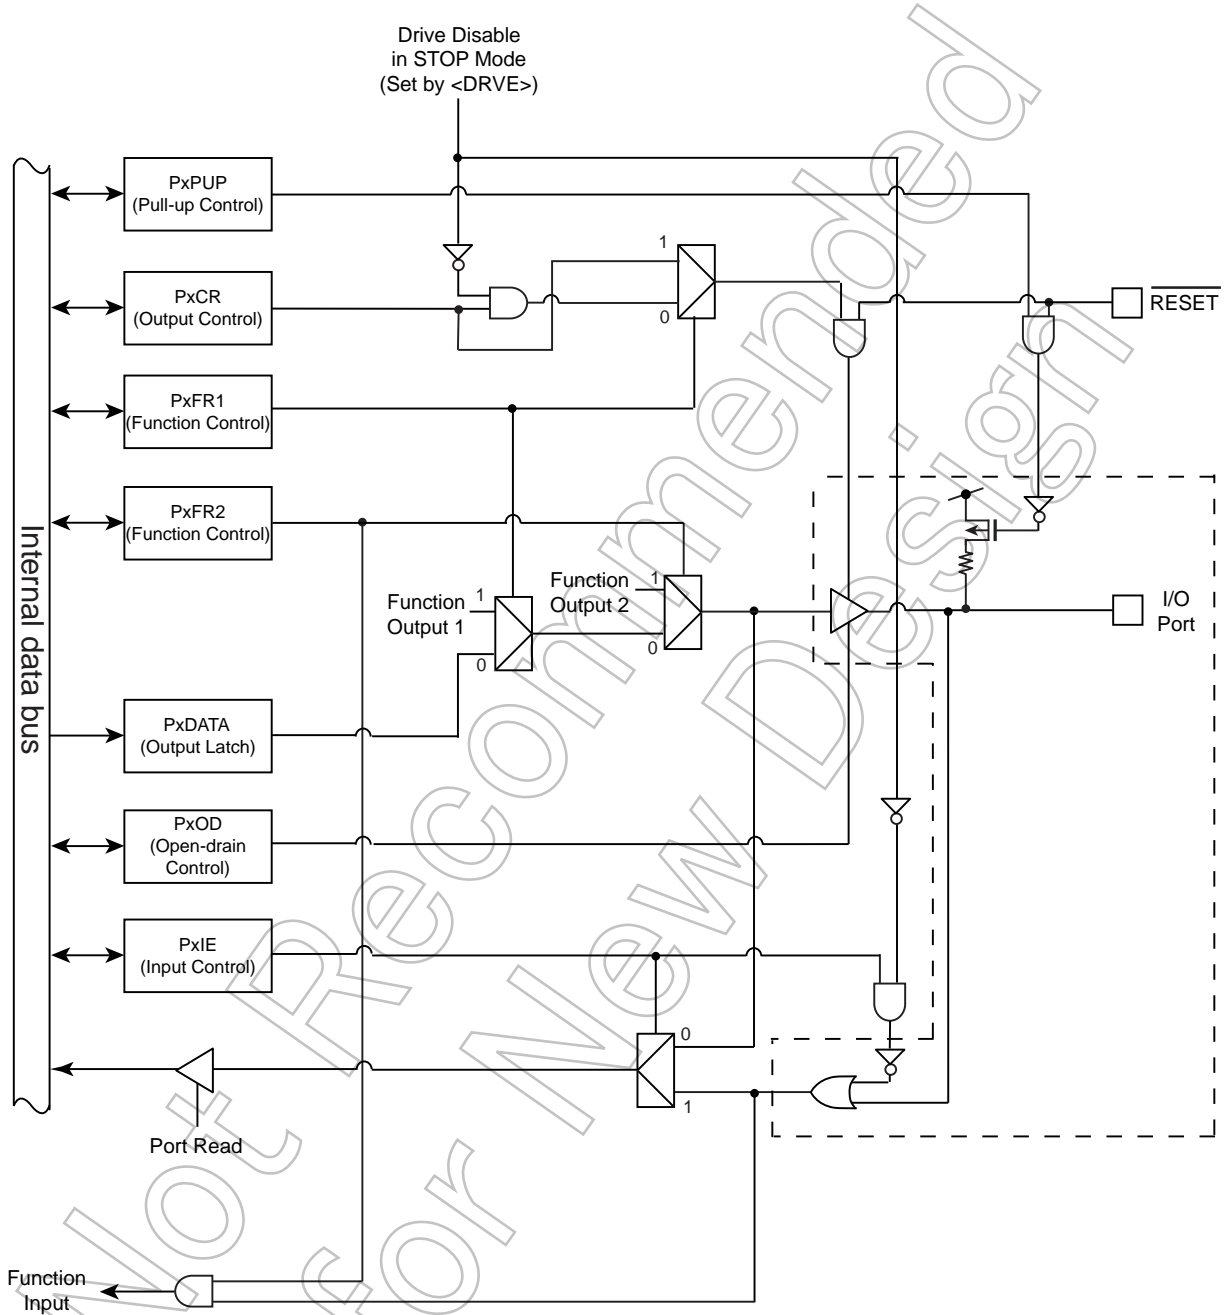 Drive Disable
in STOP Mode
(Set by <DRVE>)
PxPUP
(Pull-up Control)
1
PxCR
(Output Control)
0
RESET
PxFR1
(Function Control)
PxFR2
(Function Control)
Internal data bus
Function
Output 1
1
0
Function
Output 2
1
0
I/O
Port
PxDATA
(Output Latch)
PxOD
(Open-drain
Control)
PxIE
(Input Control)
0
1
Port Read
Function
Input
Not Recommended
for New Design